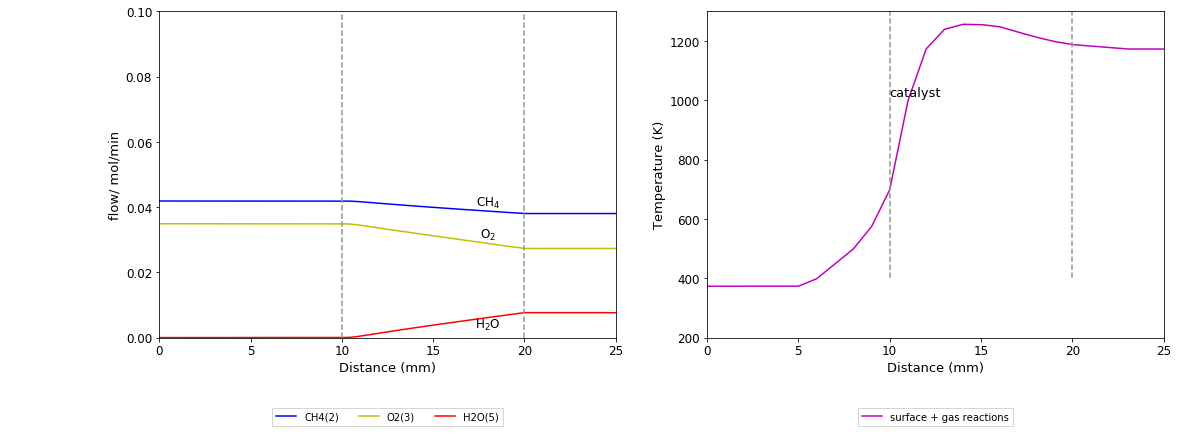 0.10
0.08
0.06
0.04
0.02
0.00
flow/ mol/min
CH4
O2
H2O
0 5 10 15 20 25
Distance (mm)
CH4(2) O2(3) H2O(5)
1200
1000
800
600
400
200
Temperature (K)
catalyst
0 5 10 15 20 25
Distance (mm)
surface + gas reactions